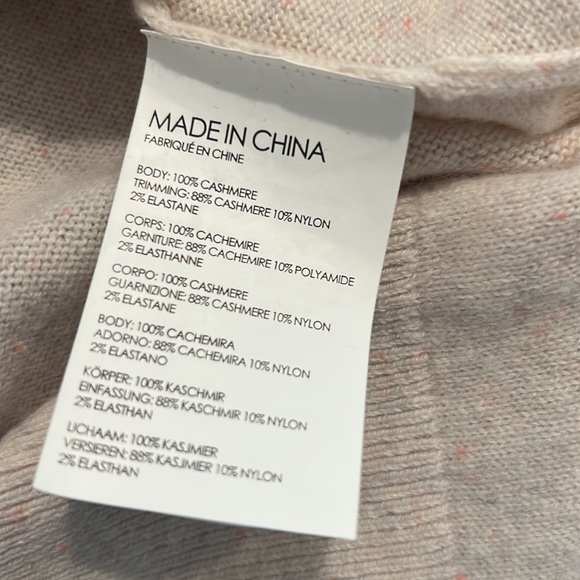 MADE IN CHINA
FABRIQUÉ EN CHINE
BODY: 100% CASHMERE
TRIMMING: 88% CASHMERE 10% NYLON
2% ELASTANE
CORPS: 100% CACHEMIRE
GARNITURE: 88% CACHEMIRE 10% POLYAMIDE
2% ELASTHANNE
CORPO: 100% CASHMERE
GUARNIZIONE: 88% CASHMERE 10% NYLON
2% ELASTANE
BODY: 100% CACHEMIRA
ADORNO: 88% CACHEMIRA 10% NYLON
2% ELASTANO
KÖRPER: 100% KASCHMIR
EINFASSUNG: 88% KASCHMIR 10% NYLON
2% ELASTHAN
LICHAAM: 100% KASJMIER
VERSIEREN: 88% KASJMIER 10% NYLON
2% ELASTHAN